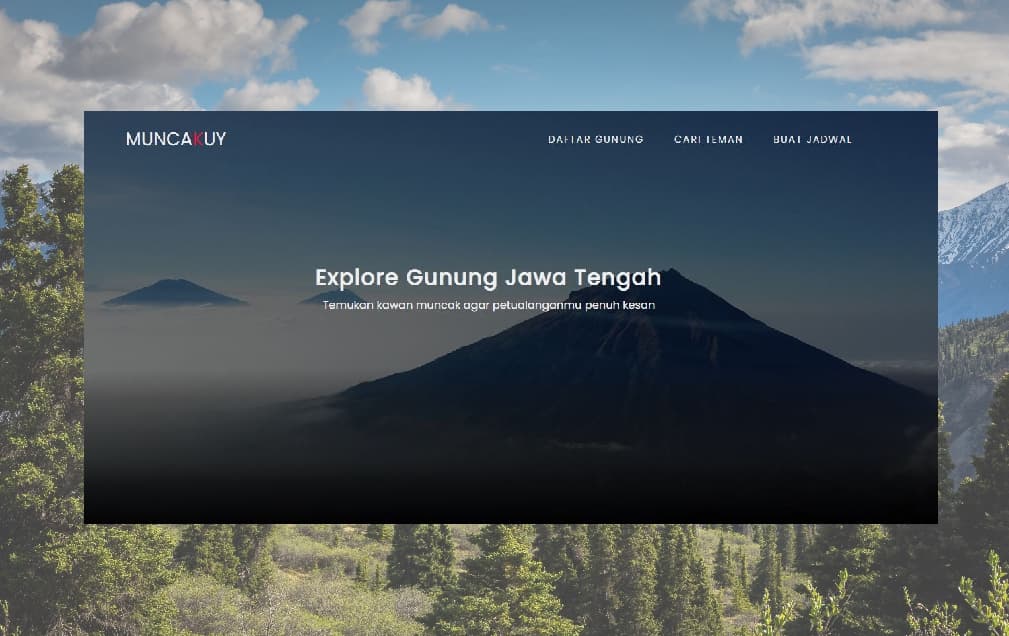 MUNCAKUY
DAFTAR GUNUNG
CARI TEMAN
BUAT JADWAL
Explore Gunung Jawa Tengah
Temukan kawan muncak agar petualanganmu penuh kesan